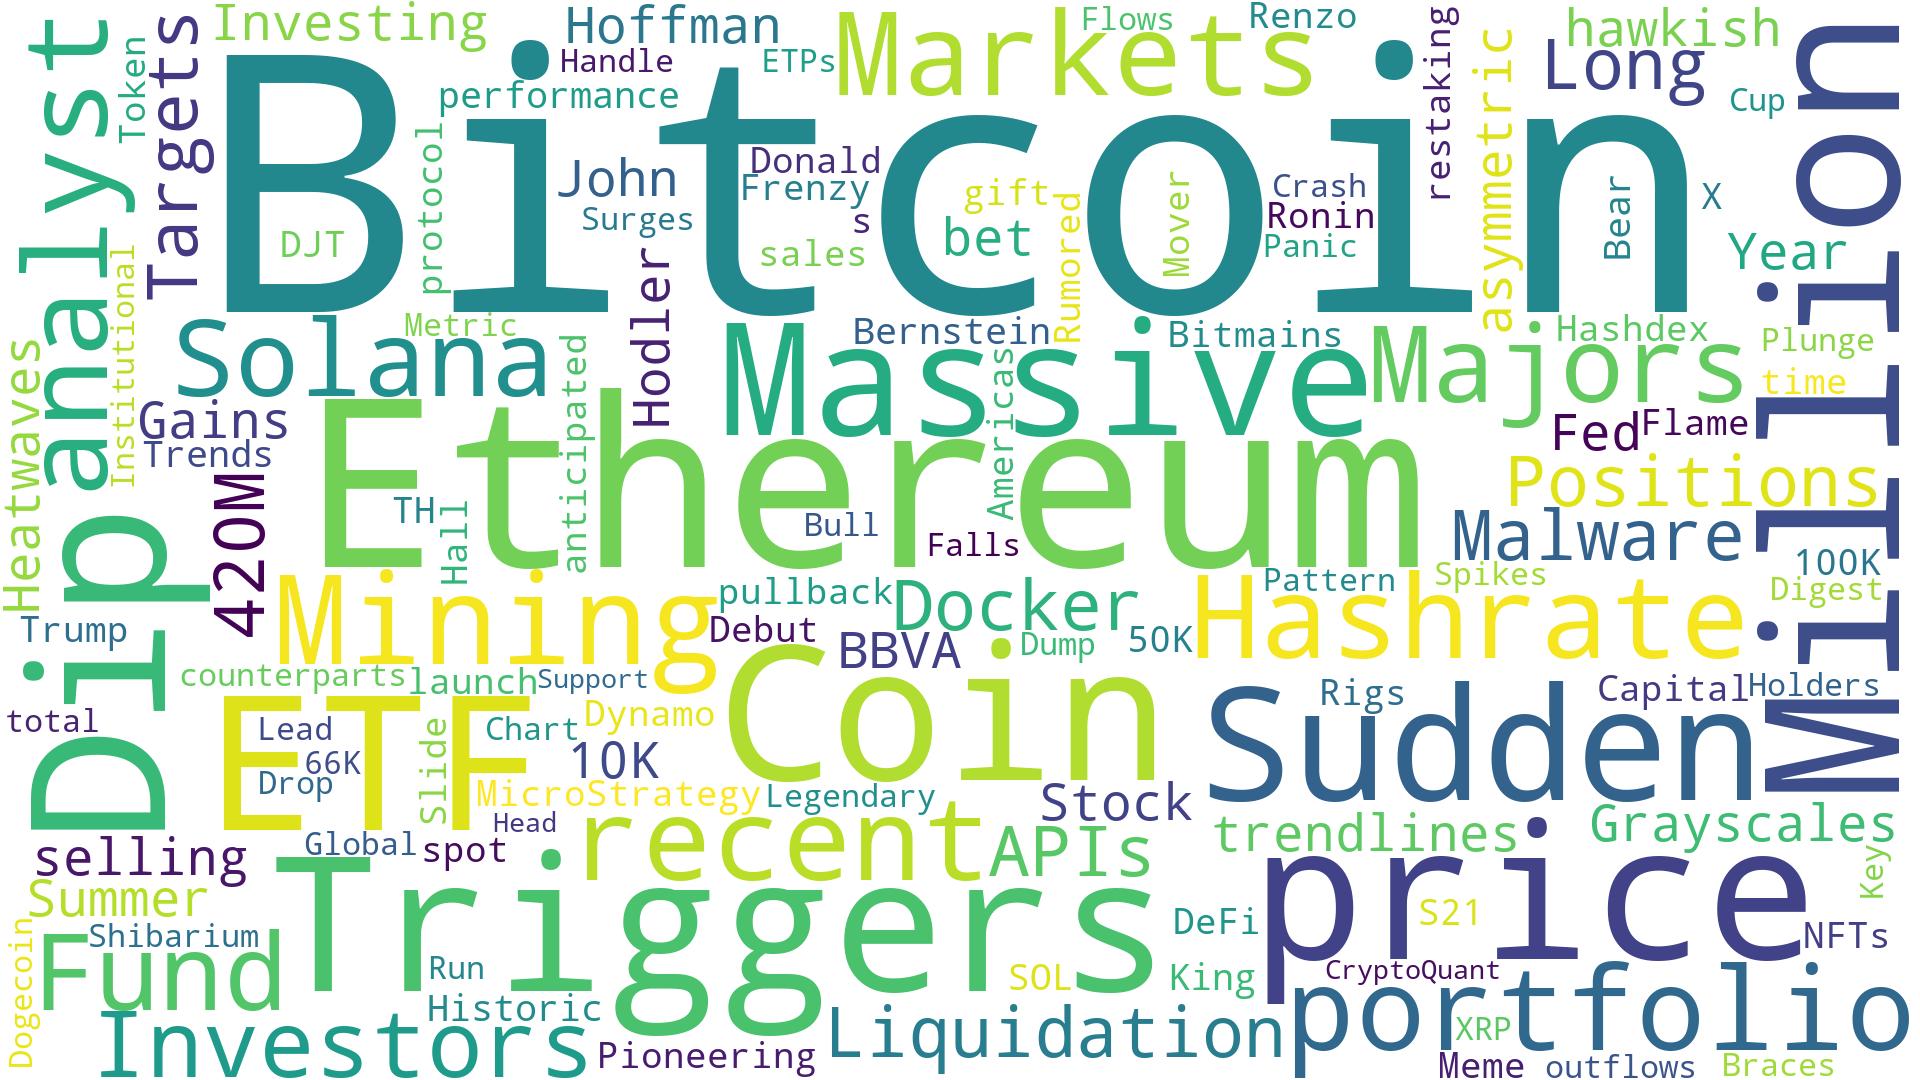 Bitcoin
Ethereum
Massive
Million
Dip
analyst
Coin
ETF
Triggers
Sudden
price
Markets
Solana
Majors
Mining
Hashrate
recent
portfolio
Fund
Investors
Liquidation
Investing
Hoffman
Handle
ETPs
Flows
Renzo
restaking
hawkish
Long
asymmetric
Cup
Token
Targets
performance
protocol
John
Surges
Donald
Frenzy
s
sales
gift
bet
Rumored
Mover
Crash
Ronin
Panic
Bear
X
Year
DJT
Institutional
Heatwaves
Metric
Hodler
Bernstein
Bitmains
Hashdex
Plunge
time
Gains
Trends
420M
anticipated
Americas
Fed
Flame
Positions
Malware
100K
Digest
TH
Hall
Bull
Falls
Pattern
Spikes
Trump
pullback
Docker
Debut
BBVA
Dump
50K
counterparts
launch
Support
Rigs
Capital
Holders
total
Lead
66K
Drop
Slide
Chart
Dynamo
10K
MicroStrategy
Legendary
Stock
Head
Global
spot
selling
APIs
trendlines
Grayscales
Key
Summer
Shibarium
Dogecoin
Run
Historic
Pioneering
DeFi
SOL
King
S21
NFTs
CryptoQuant
XRP
Meme
outflows
Braces